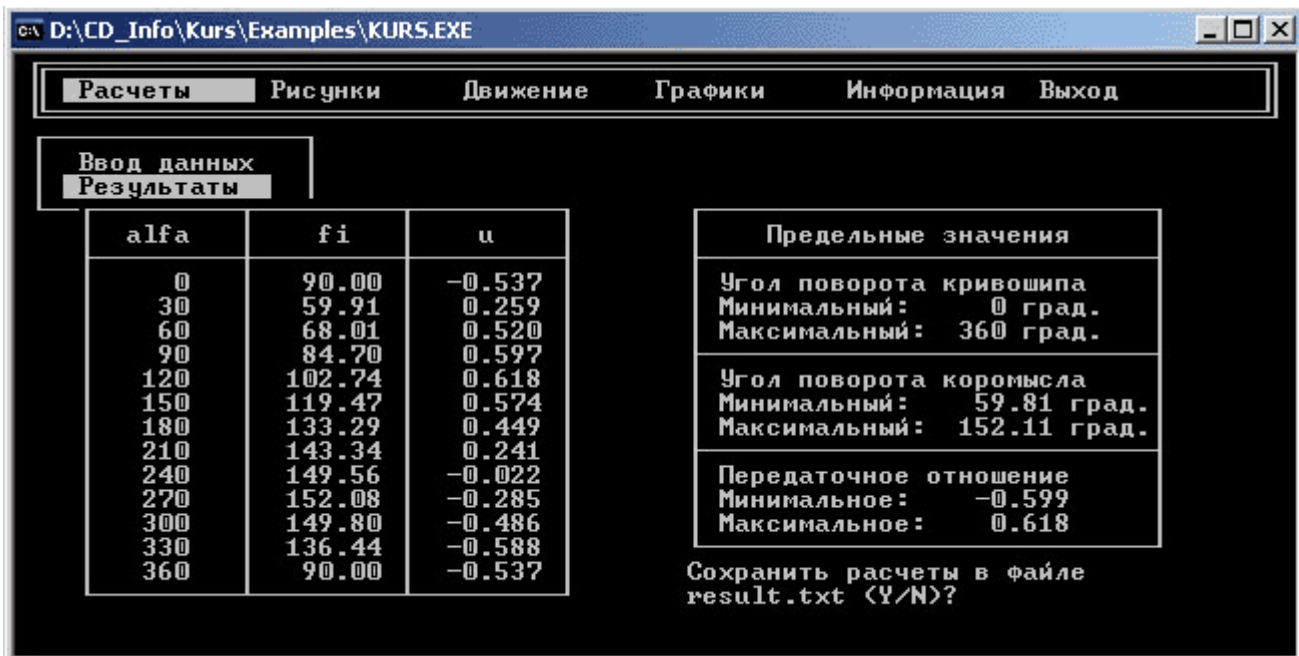 D:\CD_Info\Kurs\Examples\KURS.EXE
Расчеты Рисунки Движение Графики Информация Выход
Ввод данных
Результаты
alfa fi u
0 90.00 -0.537
30 59.91 0.259
60 68.01 0.520
90 84.70 0.597
120 102.74 0.618
150 119.47 0.574
180 133.29 0.449
210 143.34 0.241
240 149.56 -0.022
270 152.08 -0.285
300 149.80 -0.486
330 136.44 -0.588
360 90.00 -0.537
Предельные значения
Угол поворота кривошипа
Минимальный: 0 град.
Максимальный: 360 град.
Угол поворота коромысла
Минимальный: 59.81 град.
Максимальный: 152.11 град.
Передаточное отношение
Минимальное: -0.599
Максимальное: 0.618
Сохранить расчеты в файле
result.txt (Y/N)?